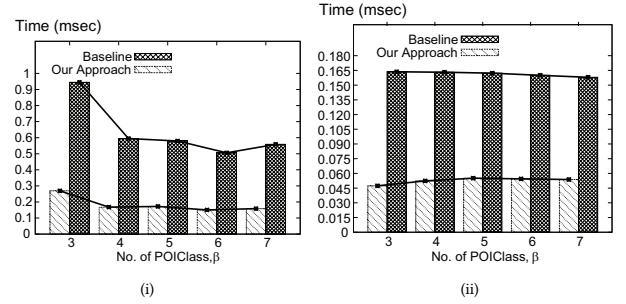 Time (msec)
Baseline
Our Approach
1
0.9
0.8
0.7
0.6
0.5
0.4
0.3
0.2
0.1
0
3 4 5 6 7
No. of POIClass,β
(i)
Time (msec)
Baseline
Our Approach
0.180
0.165
0.150
0.135
0.120
0.105
0.090
0.075
0.060
0.045
0.030
0.015
0
3 4 5 6 7
No. of POIClass,β
(ii)